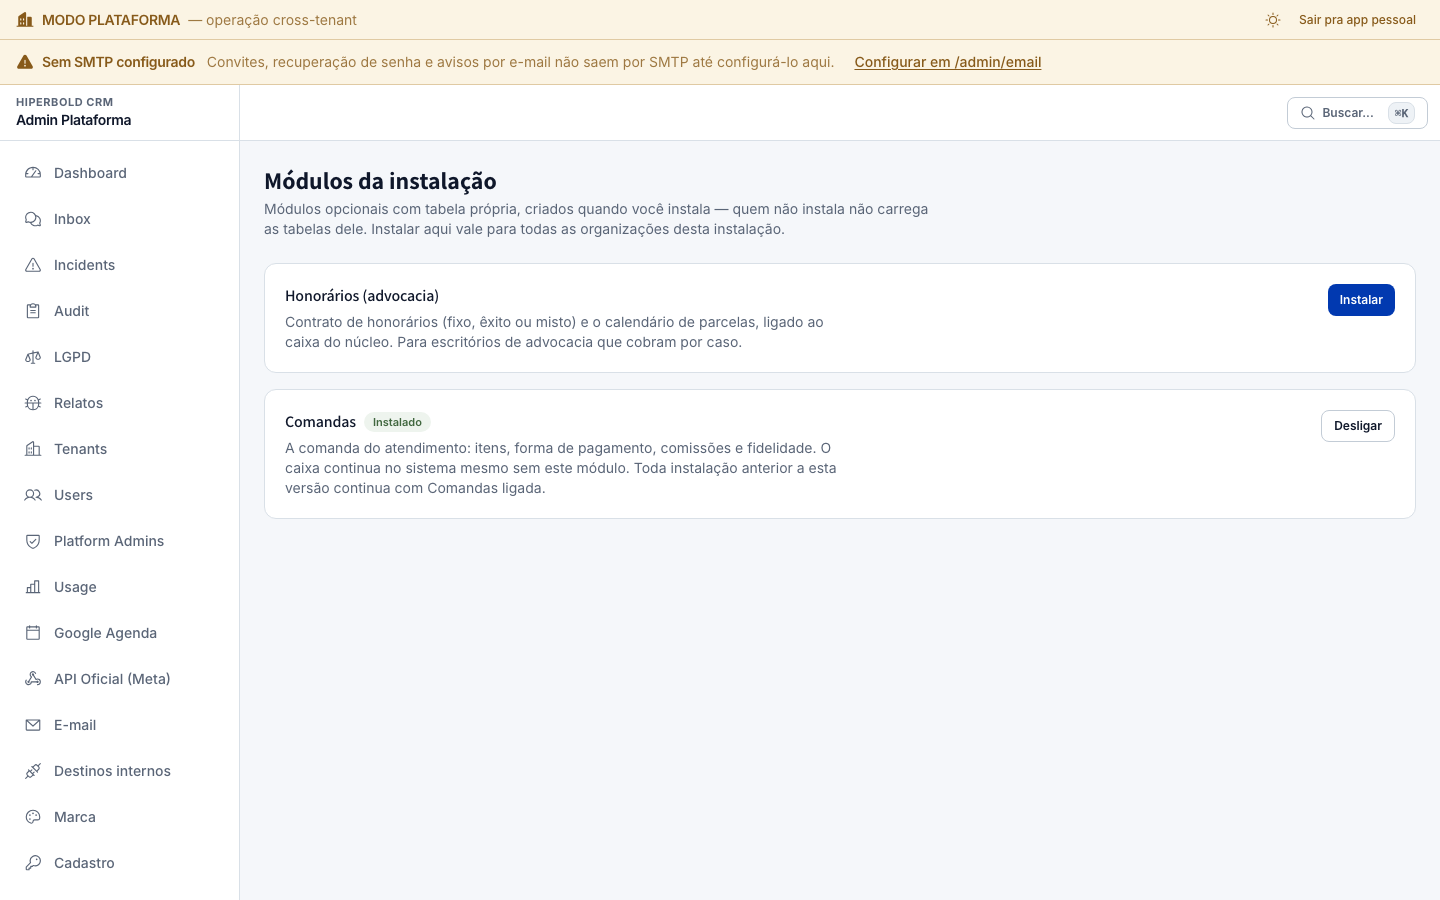 MODO PLATAFORMA — operação cross-tenant
Sair pra app pessoal
Sem SMTP configurado Convites, recuperação de senha e avisos por e-mail não saem por SMTP até configurá-lo aqui. Configurar em /admin/email
HIPERBOLD CRM
Admin Plataforma
Buscar... ⌘K
Dashboard
Inbox
Incidents
Audit
LGPD
Relatos
Tenants
Users
Platform Admins
Usage
Google Agenda
API Oficial (Meta)
E-mail
Destinos internos
Marca
Cadastro
Módulos da instalação
Módulos opcionais com tabela própria, criados quando você instala — quem não instala não carrega
as tabelas dele. Instalar aqui vale para todas as organizações desta instalação.
Honorários (advocacia)
Contrato de honorários (fixo, êxito ou misto) e o calendário de parcelas, ligado ao
caixa do núcleo. Para escritórios de advocacia que cobram por caso.
Instalar
Comandas Instalado
A comanda do atendimento: itens, forma de pagamento, comissões e fidelidade. O
caixa continua no sistema mesmo sem este módulo. Toda instalação anterior a esta
versão continua com Comandas ligada.
Desligar